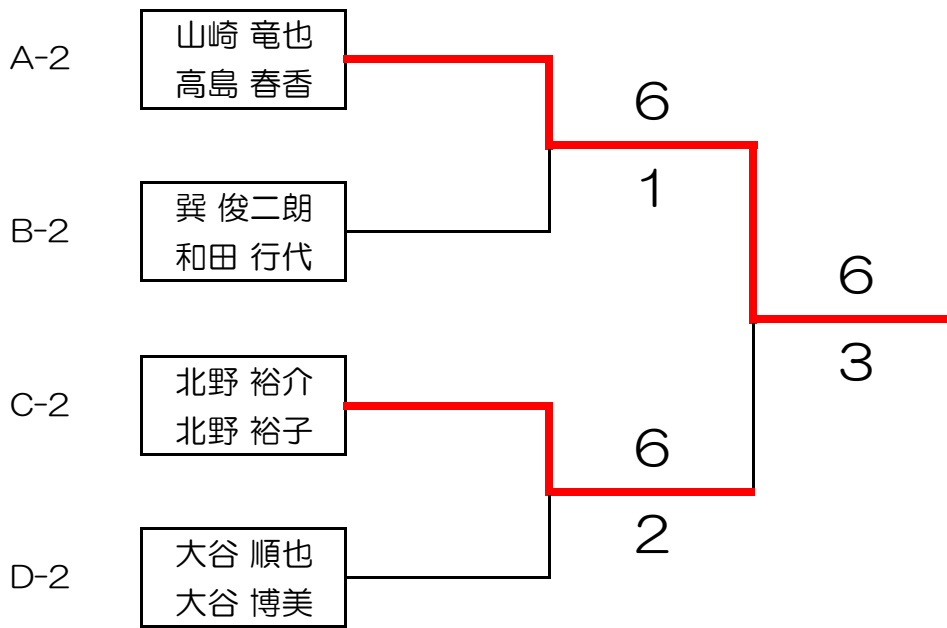 A-2
山崎 竜也
高島 春香
6
1
B-2
巽 俊二朗
和田 行代
6
3
C-2
北野 裕介
北野 裕子
6
2
D-2
大谷 順也
大谷 博美